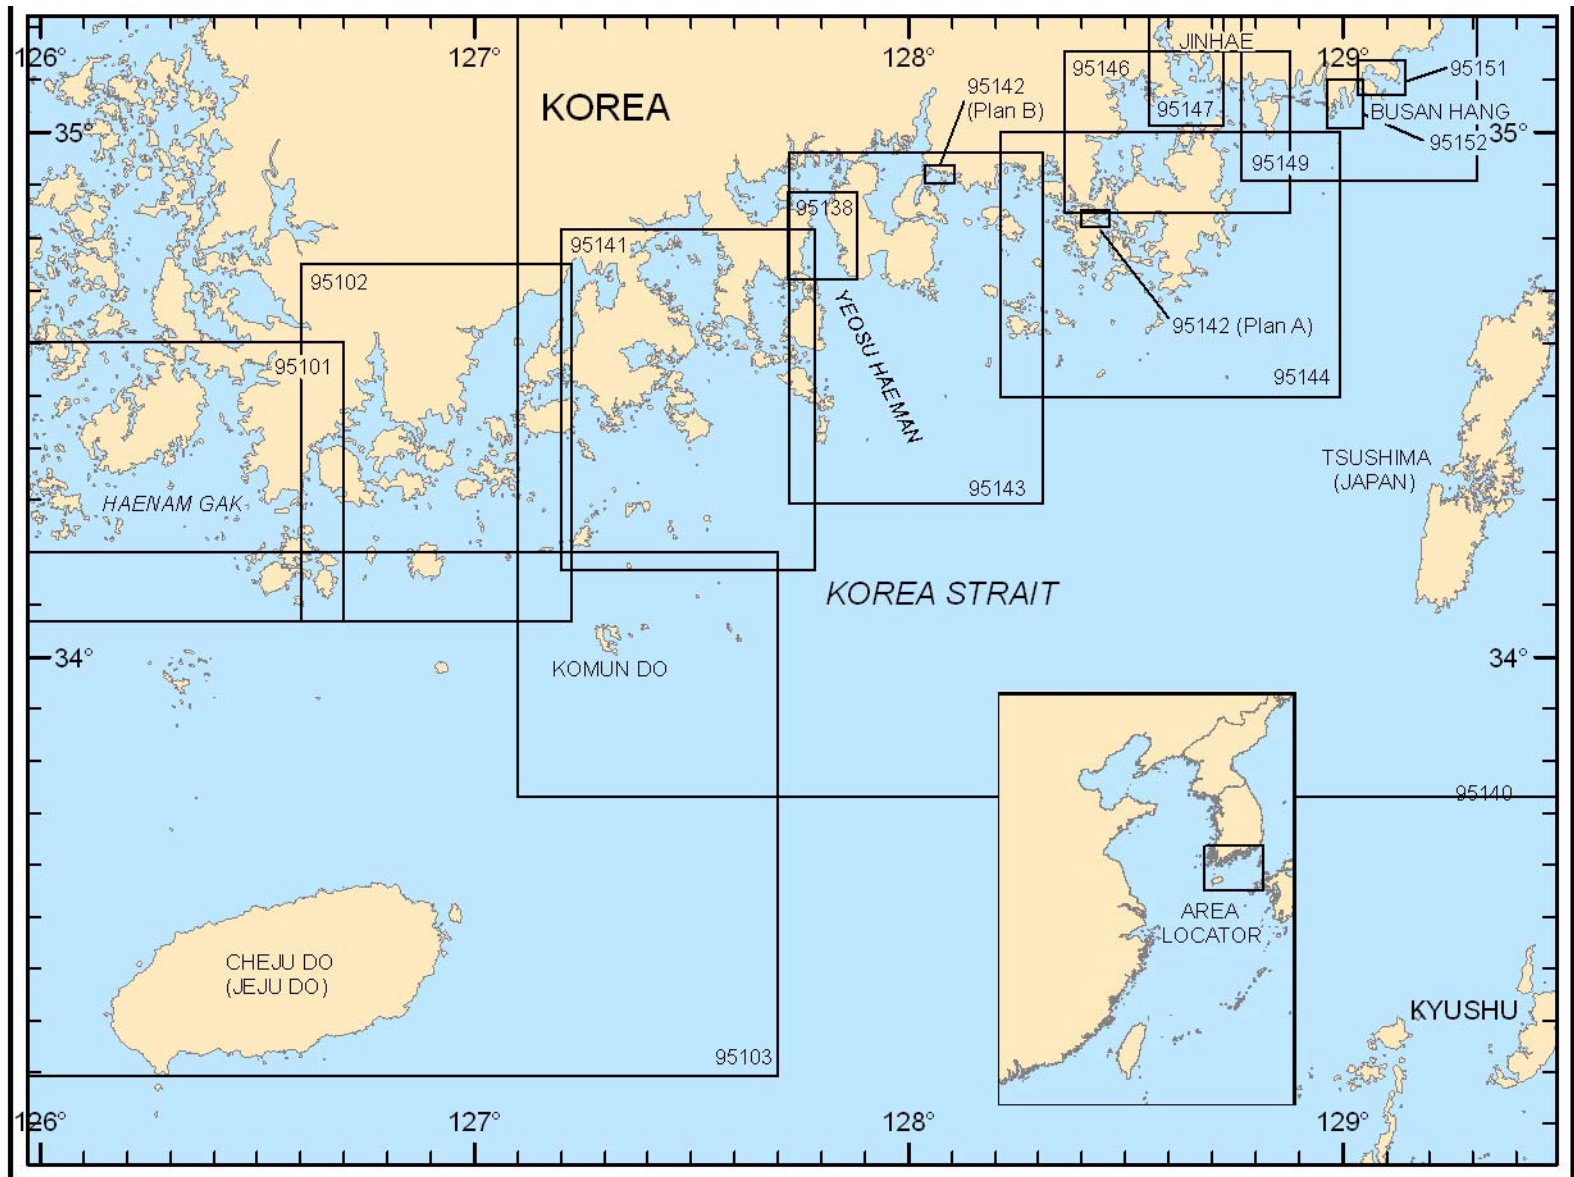 126°
127°
128°
129°
JINHAE
95146
95151
95142
(Plan B)
KOREA
95147
BUSAN HANG
35°
95152
35°
95149
95138
95141
95102
YEOSU HAEMAN
95142 (Plan A)
95101
95144
TSUSHIMA
(JAPAN)
95143
HAENAM GAK
KOREA STRAIT
34°
KOMUN DO
34°
95140
AREA
LOCATOR
CHEJU DO
(JEJU DO)
KYUSHU
95103
126°
127°
128°
129°